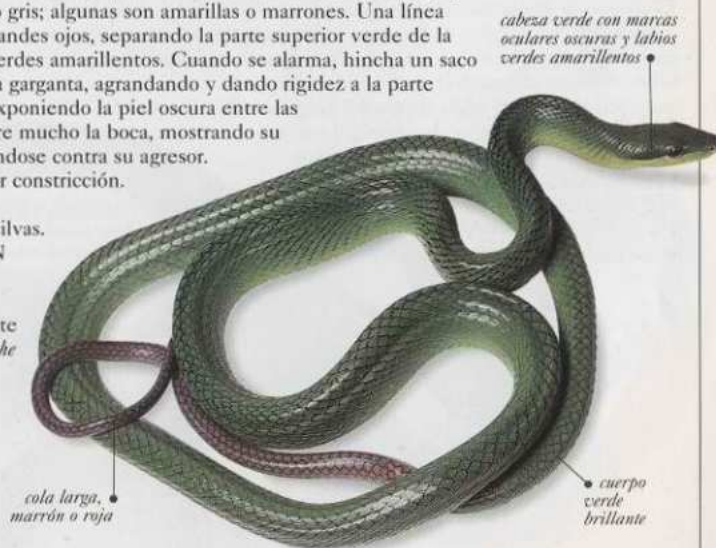 o gris; algunas son amarillas o marrones. Una línea
andes ojos, separando la parte superior verde de la
erdes amarillentos. Cuando se alarma, hincha un saco
a garganta, agrandando y dando rigidez a la parte
xponiendo la piel oscura entre las
re mucho la boca, mostrando su
ndose contra su agresor.
r constricción.
ilvas.
N
te
he
cabeza verde con marcas
oculares oscuras y labios
verdes amarillentos
cola larga,
marrón o roja
cuerpo
verde
brillante